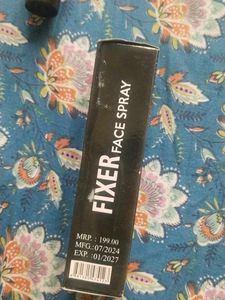 FIXER FACE SPRAY
MRP. : 199.00
MFG.:07/2024
EXP. :01/2027